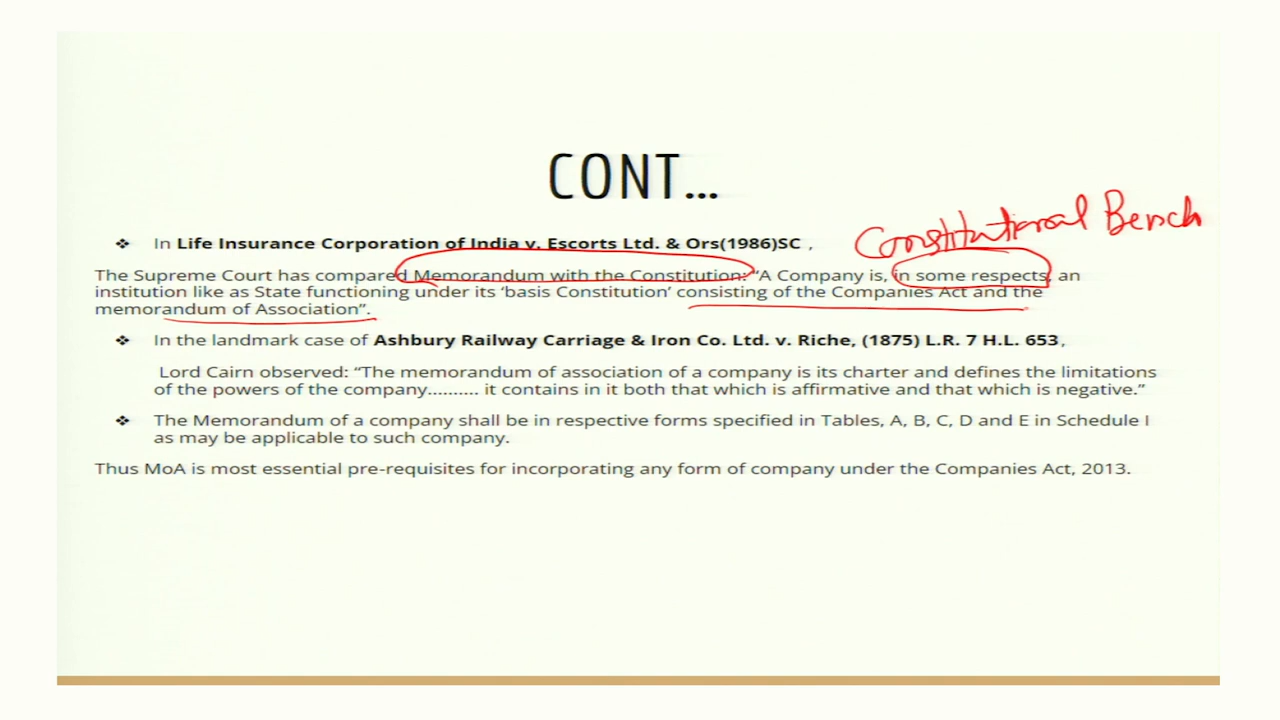 CONT...
Constitutional Bench
❖ In Life Insurance Corporation of India v. Escorts Ltd. & Ors(1986)SC ,
The Supreme Court has compared Memorandum with the Constitution: “A Company is, in some respects, an
institution like as State functioning under its ‘basis Constitution’ consisting of the Companies Act and the
memorandum of Association”.
❖ In the landmark case of Ashbury Railway Carriage & Iron Co. Ltd. v. Riche, (1875) L.R. 7 H.L. 653,
Lord Cairn observed: “The memorandum of association of a company is its charter and defines the limitations
of the powers of the company.......... it contains in it both that which is affirmative and that which is negative.”
❖ The Memorandum of a company shall be in respective forms specified in Tables, A, B, C, D and E in Schedule I
as may be applicable to such company.
Thus MoA is most essential pre-requisites for incorporating any form of company under the Companies Act, 2013.